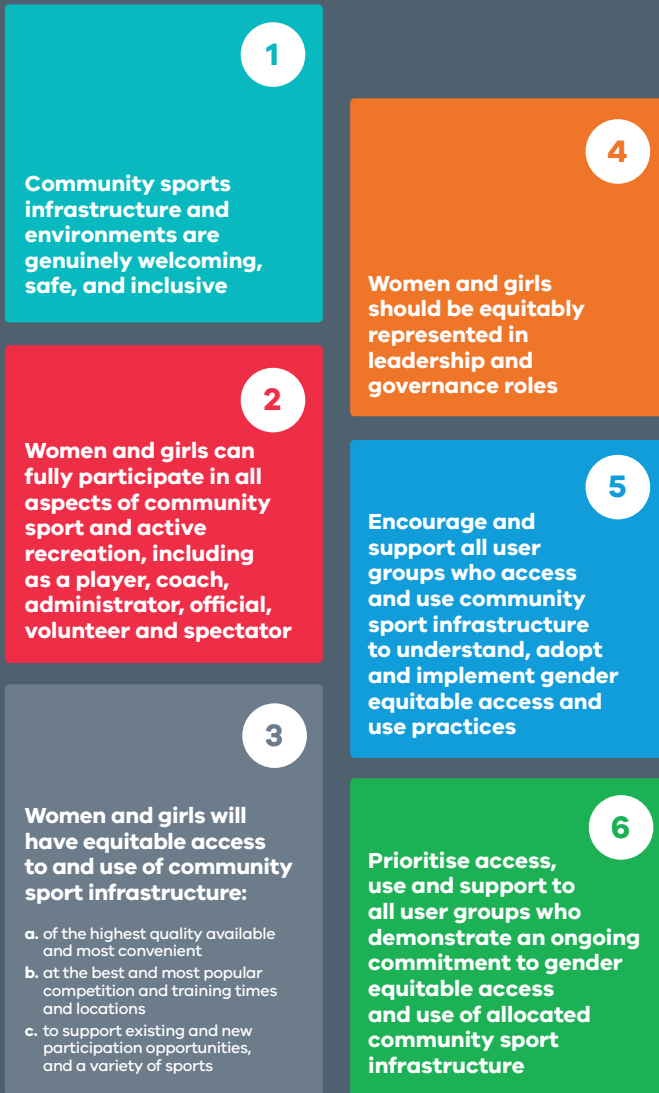 1
Community sports
infrastructure and
environments are
genuinely welcoming,
safe, and inclusive
2
Women and girls can
fully participate in all
aspects of community
sport and active
recreation, including
as a player, coach,
administrator, official,
volunteer and spectator
3
Women and girls will
have equitable access
to and use of community
sport infrastructure:
a. of the highest quality available
and most convenient
b. at the best and most popular
competition and training times
and locations
c. to support existing and new
participation opportunities,
and a variety of sports
4
Women and girls
should be equitably
represented in
leadership and
governance roles
5
Encourage and
support all user
groups who access
and use community
sport infrastructure
to understand, adopt
and implement gender
equitable access and
use practices
6
Prioritise access,
use and support to
all user groups who
demonstrate an ongoing
commitment to gender
equitable access
and use of allocated
community sport
infrastructure